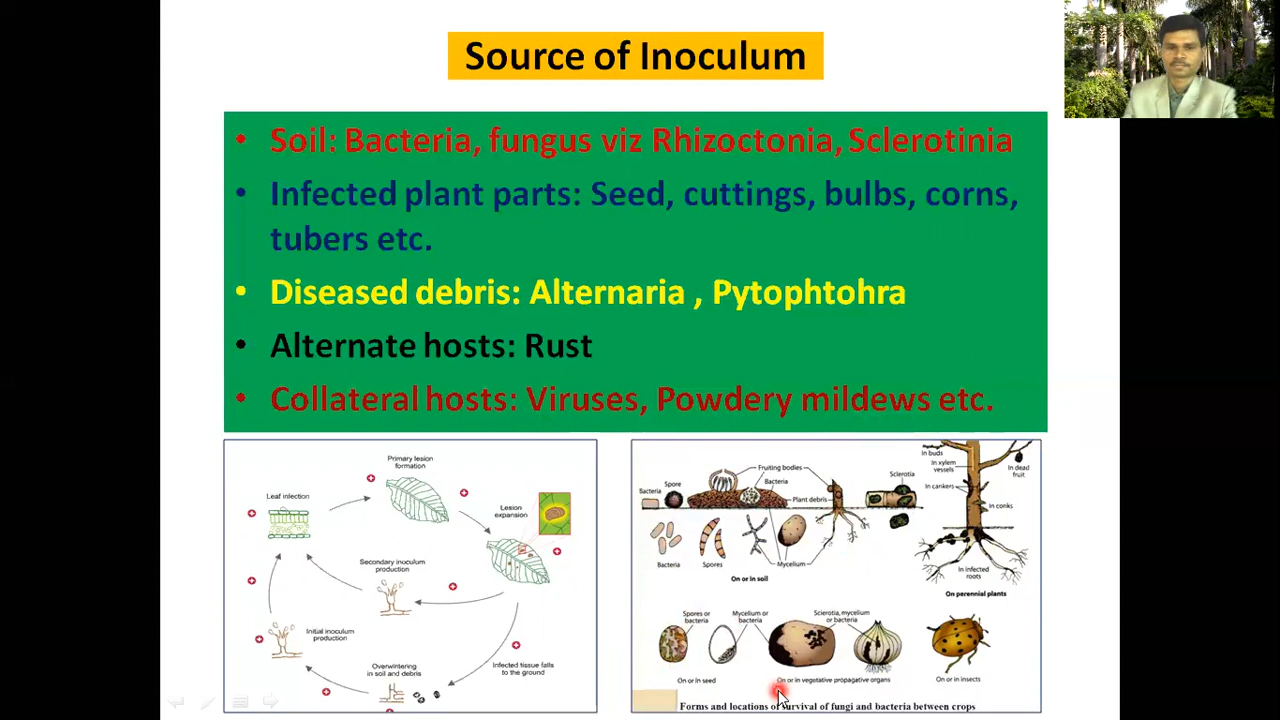 Source of Inoculum
• Soil: Bacteria, fungus viz Rhizoctonia, Sclerotinia
• Infected plant parts: Seed, cuttings, bulbs, corns,
tubers etc.
• Diseased debris: Alternaria , Pytophtohra
• Alternate hosts: Rust
• Collateral hosts: Viruses, Powdery mildews etc.
Primary lesion
formation
Leaf infection
Lesion
expansion
Secondary inoculum
production
Initial inoculum
production
Overwintering
in soil and debris
Infected tissue falls
to the ground
Bacteria
Spore
Fruiting bodies
Bacteria
Plant debris
Sclerotia
In buds
In xylem
vessels
In cankers
In dead
fruit
In conks
In infected
roots
On perennial plants
Bacteria
Spores
Mycelium
On or in soil
Spores or
bacteria
Mycelium or
bacteria
Sclerotia, mycelium
or bacteria
On or in seed
On or in vegetative propagative organs
On or in insects
Forms and locations of survival of fungi and bacteria between crops